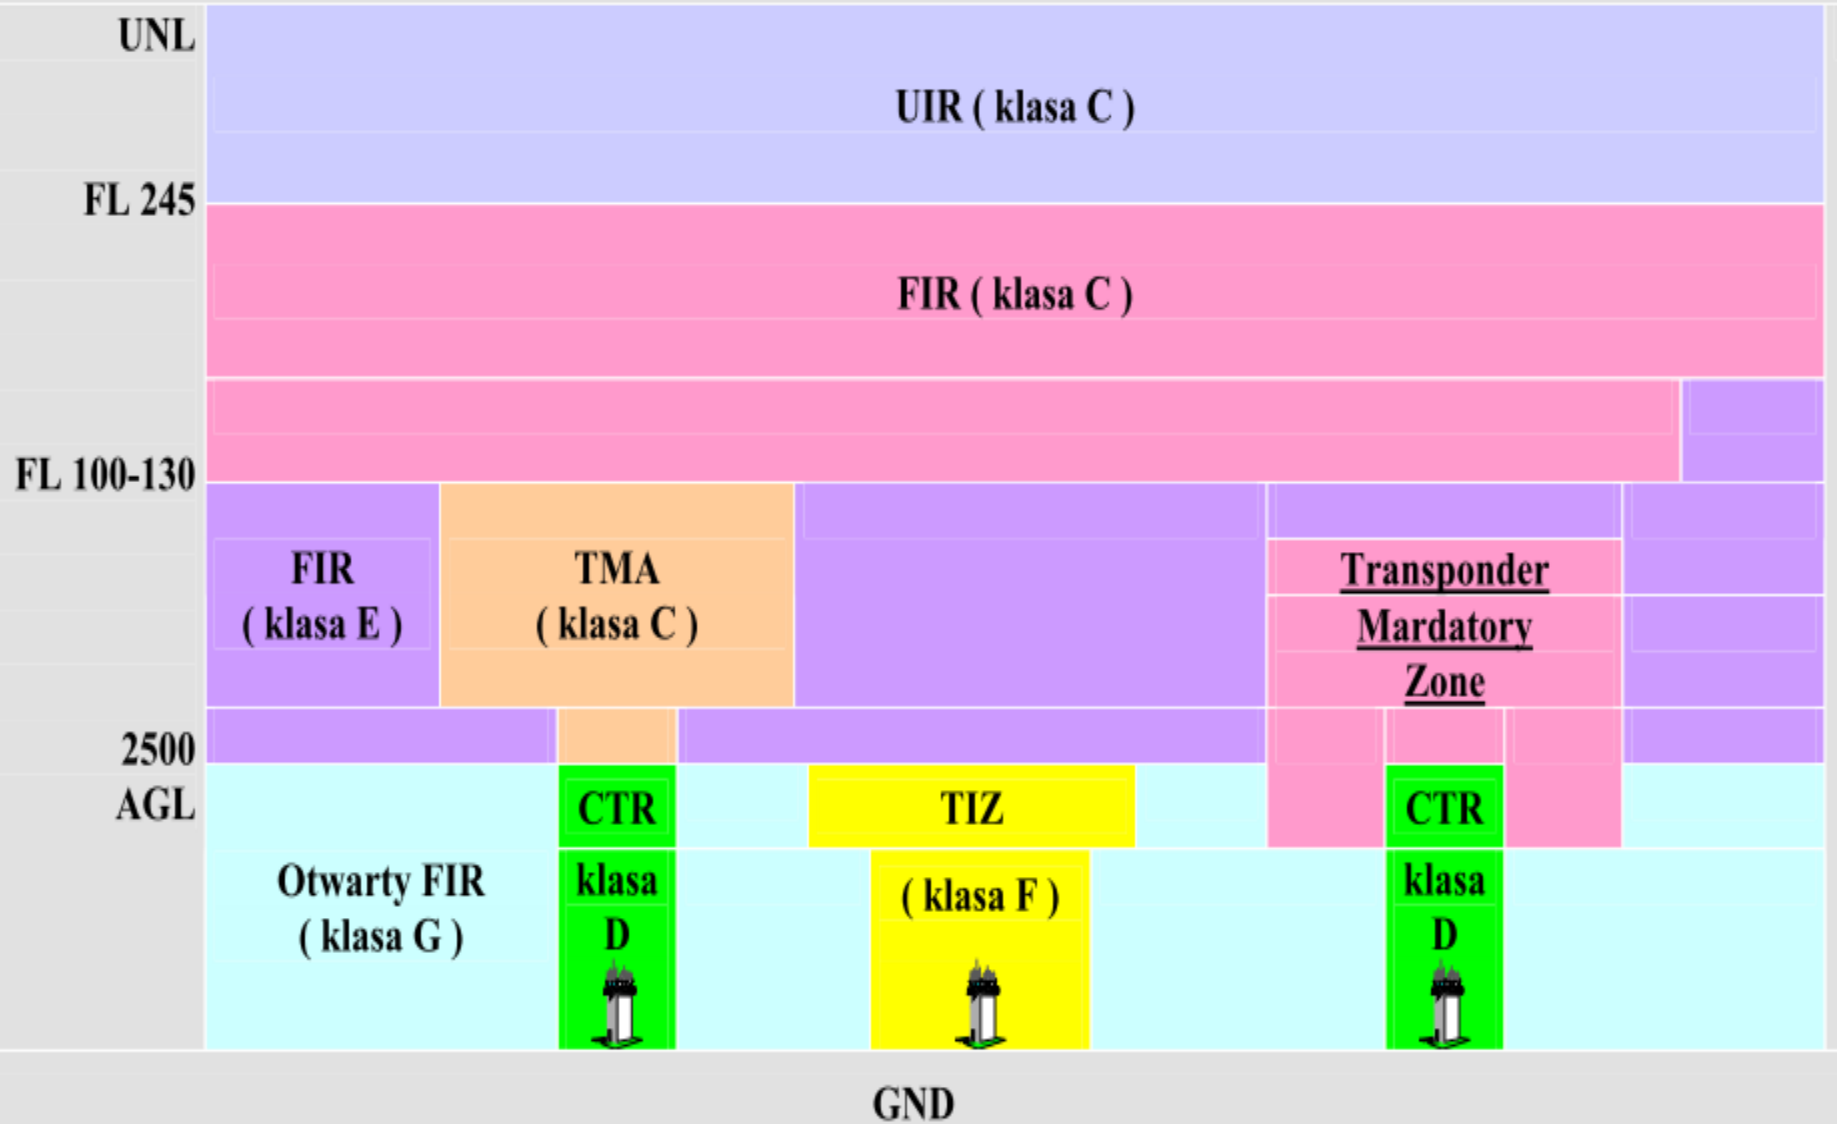 UNL
UIR ( klasa C )
FL 245
FIR ( klasa C )
FL 100-130
FIR
( klasa E )
TMA
( klasa C )
Transponder
Mardatory
Zone
2500
AGL
CTR
TIZ
CTR
Otwarty FIR
( klasa G )
klasa
D
( klasa F )
klasa
D
GND